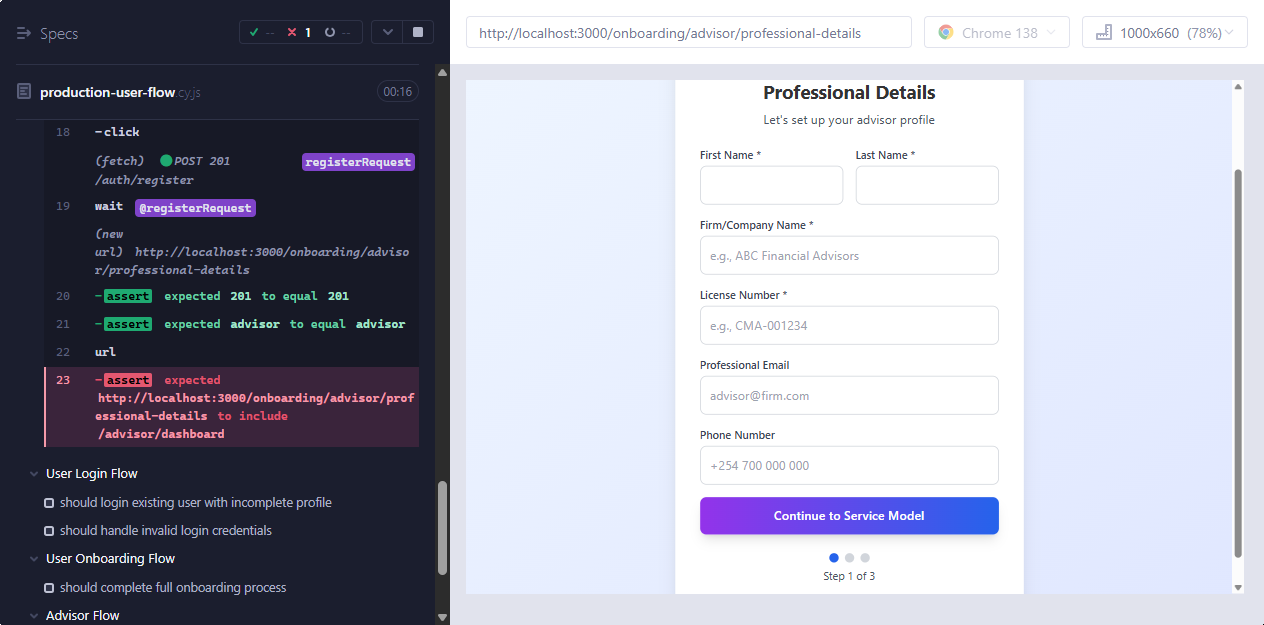 Specs
-- 1 --
production-user-flow.cy.js 00:16
18 -click
(fetch) POST 201 registerRequest
/auth/register
19 wait @registerRequest
(new
url) http://localhost:3000/onboarding/adviso
r/professional-details
20 -assert expected 201 to equal 201
21 -assert expected advisor to equal advisor
22 url
23 -assert expected
http://localhost:3000/onboarding/advisor/prof
essional-details to include
/advisor/dashboard
User Login Flow
should login existing user with incomplete profile
should handle invalid login credentials
User Onboarding Flow
should complete full onboarding process
Advisor Flow
http://localhost:3000/onboarding/advisor/professional-details
Chrome 138
1000x660 (78%)
Professional Details
Let's set up your advisor profile
First Name * Last Name *
Firm/Company Name *
e.g., ABC Financial Advisors
License Number *
e.g., CMA-001234
Professional Email
advisor@firm.com
Phone Number
+254 700 000 000
Continue to Service Model
Step 1 of 3